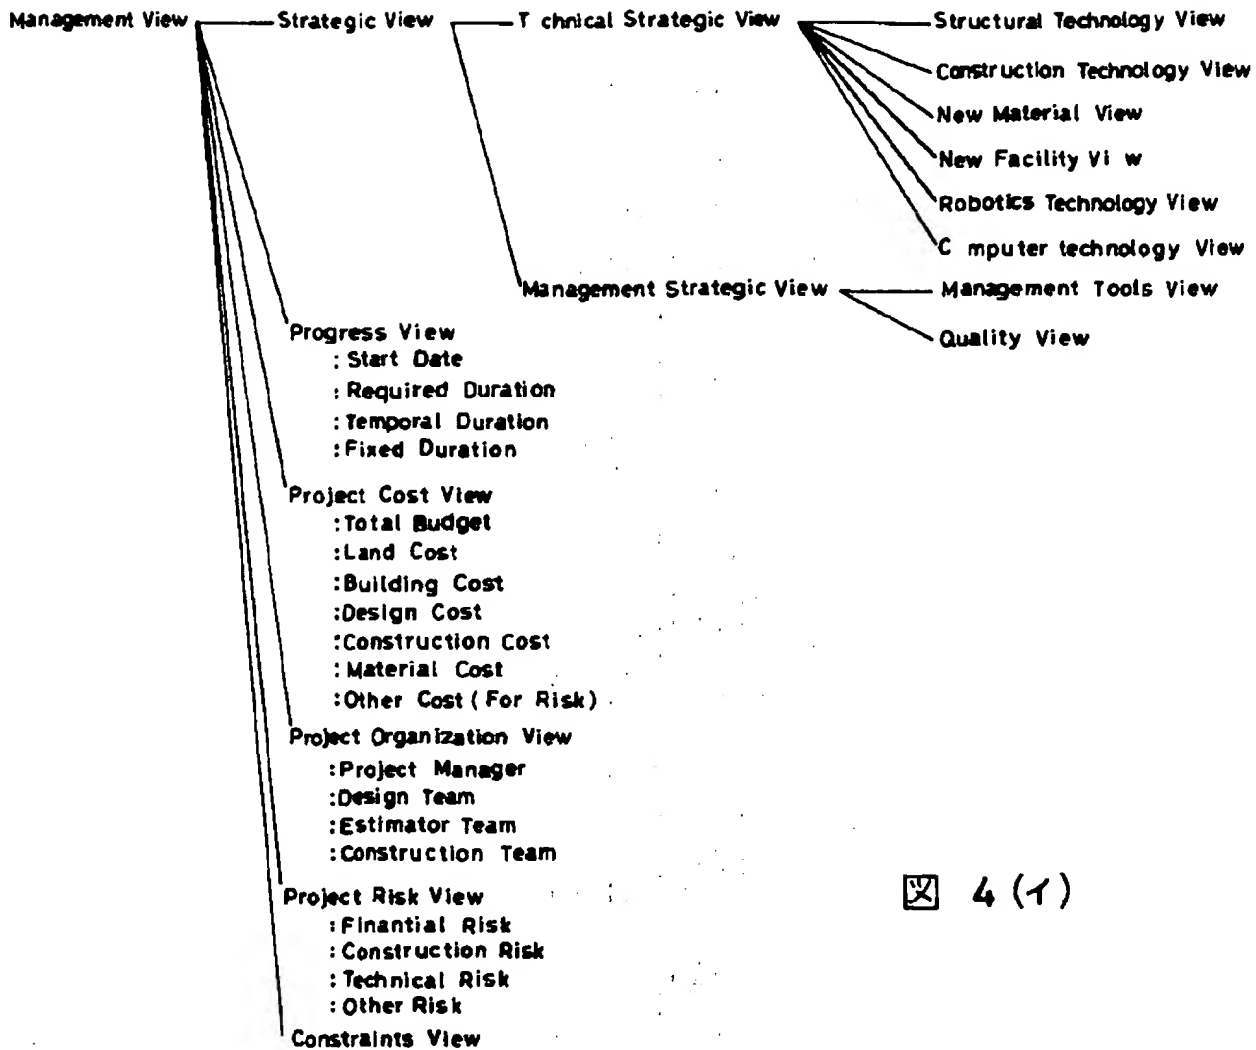 Management View Strategic View T chnical Strategic View Structural Technology View
Construction Technology View
New Material View
New Facility Vi w
Robotics Technology View
C mputer technology View
Management Strategic View Management Tools View
Quality View
Progress View
: Start Date
: Required Duration
: Temporal Duration
: Fixed Duration
Project Cost View
:Total Budget
:Land Cost
:Building Cost
:Design Cost
:Construction Cost
:Material Cost
:Other Cost (For Risk)
Project Organization View
:Project Manager
:Design Team
:Estimator Team
:Construction Team
Project Risk View
:Finantial Risk
:Construction Risk
:Technical Risk
:Other Risk
Constraints View
図 4 (イ)